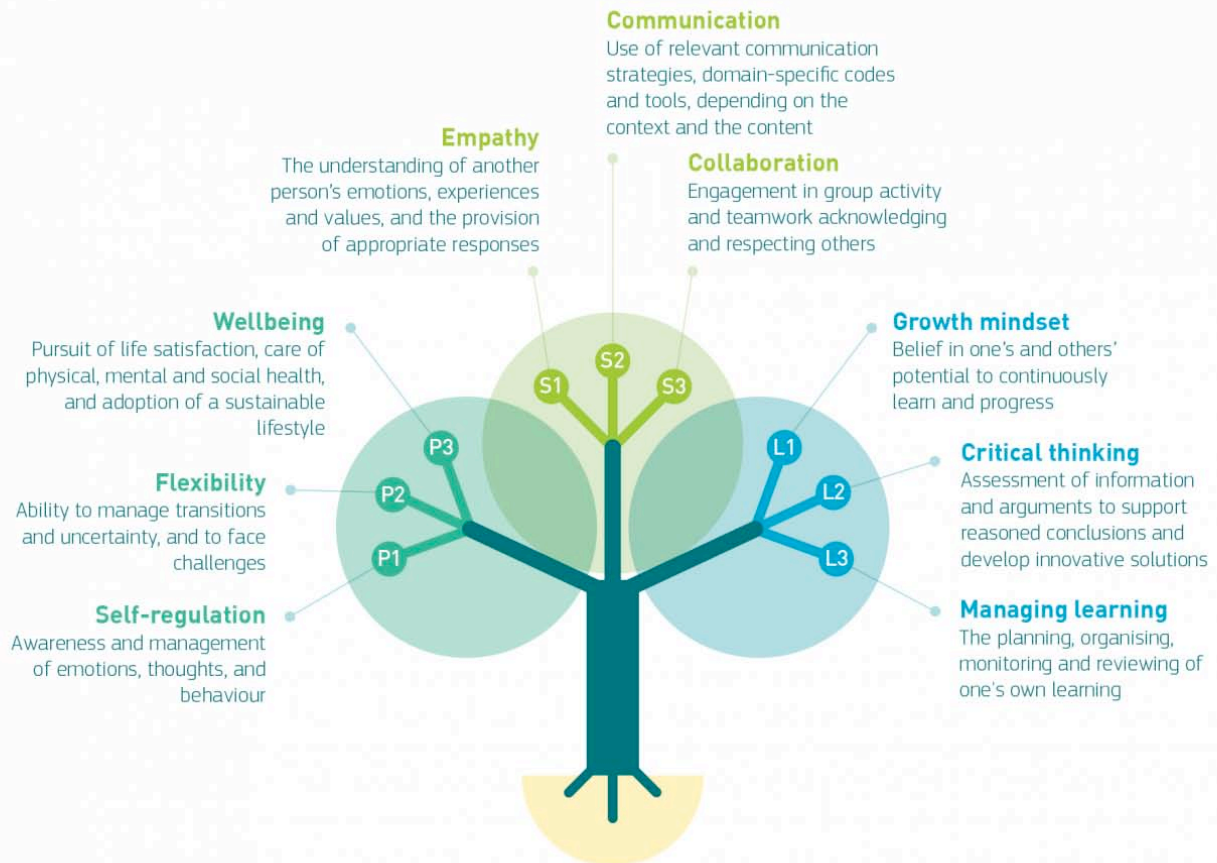 Communication
Use of relevant communication
strategies, domain-specific codes
and tools, depending on the
context and the content
Empathy
The understanding of another
person's emotions, experiences
and values, and the provision
of appropriate responses
Collaboration
Engagement in group activity
and teamwork acknowledging
and respecting others
Wellbeing
Pursuit of life satisfaction, care of
physical, mental and social health,
and adoption of a sustainable
lifestyle
Flexibility
Ability to manage transitions
and uncertainty, and to face
challenges
Self-regulation
Awareness and management
of emotions, thoughts, and
behaviour
P3
P2
P1
S1
S2
S3
L1
L2
L3
Growth mindset
Belief in one's and others'
potential to continuously
learn and progress
Critical thinking
Assessment of information
and arguments to support
reasoned conclusions and
develop innovative solutions
Managing learning
The planning, organising,
monitoring and reviewing of
one's own learning